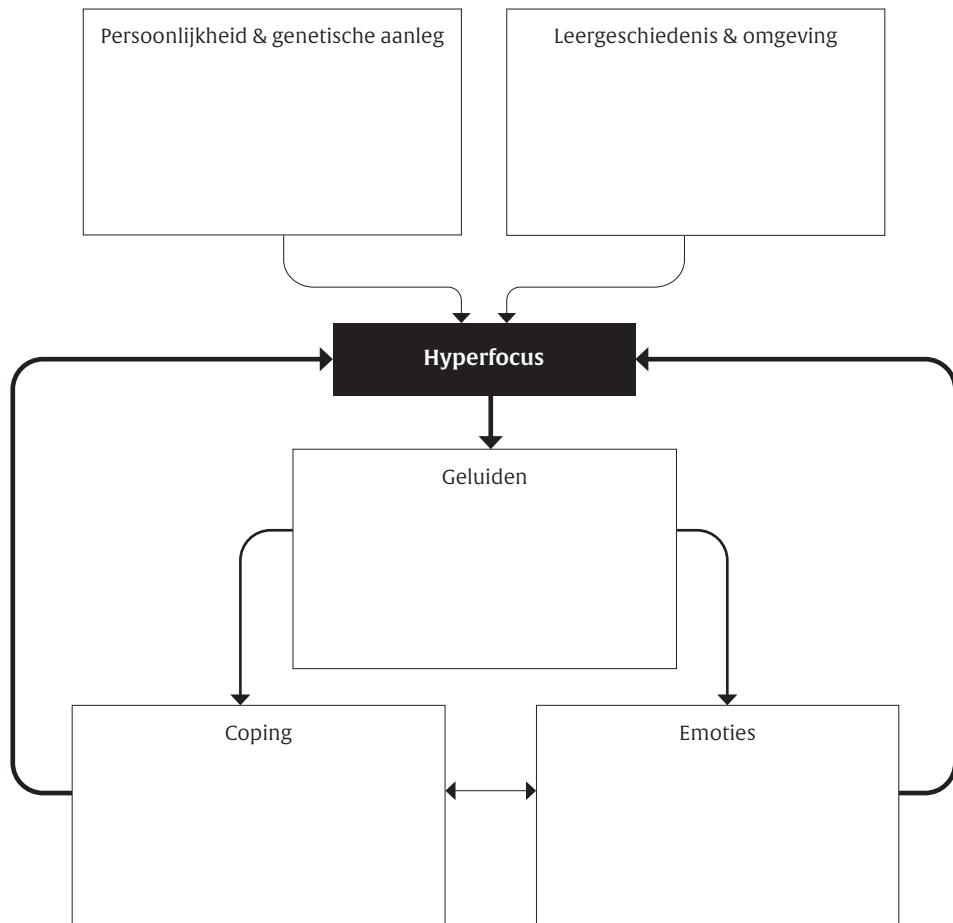 Persoonlijkheid & genetische aanleg
Leergeschiedenis & omgeving
Hyperfocus
Geluiden
Coping
Emoties